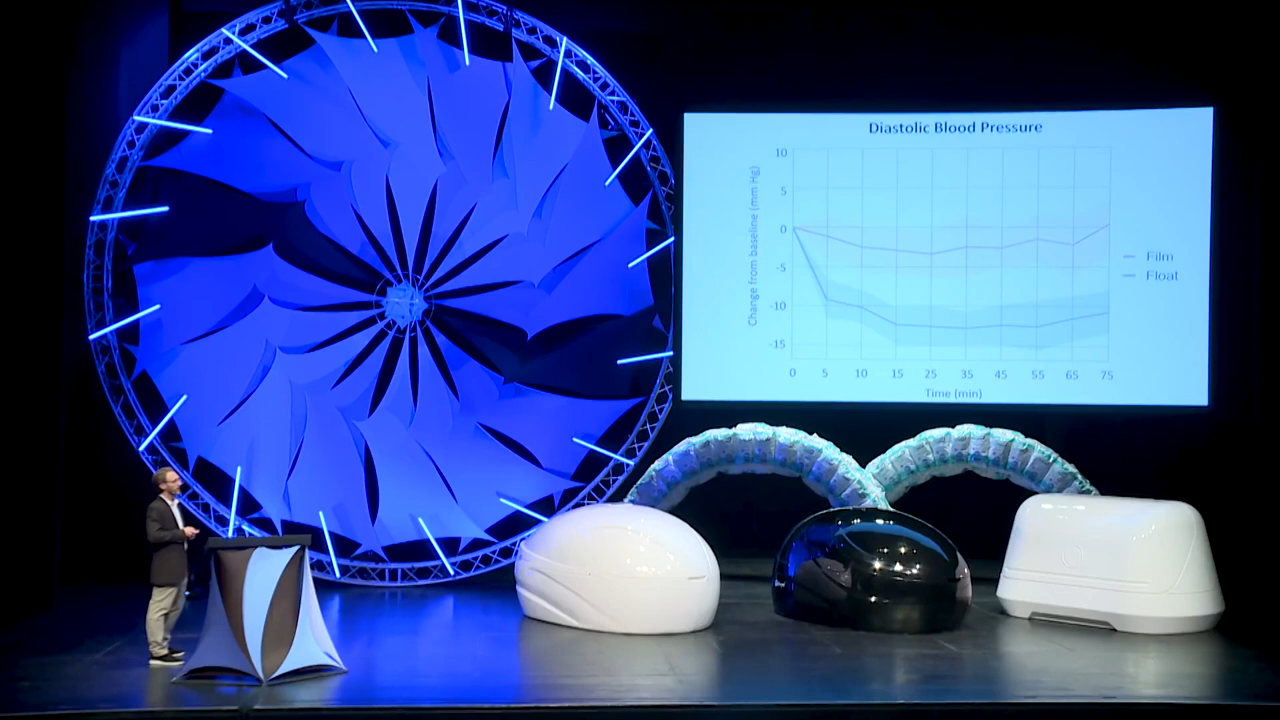 Diastolic Blood Pressure
Change from baseline (mm Hg)
10
5
0
-5
-10
-15
0 5 10 15 25 35 45 55 65 75
Time (min)
Film
Float